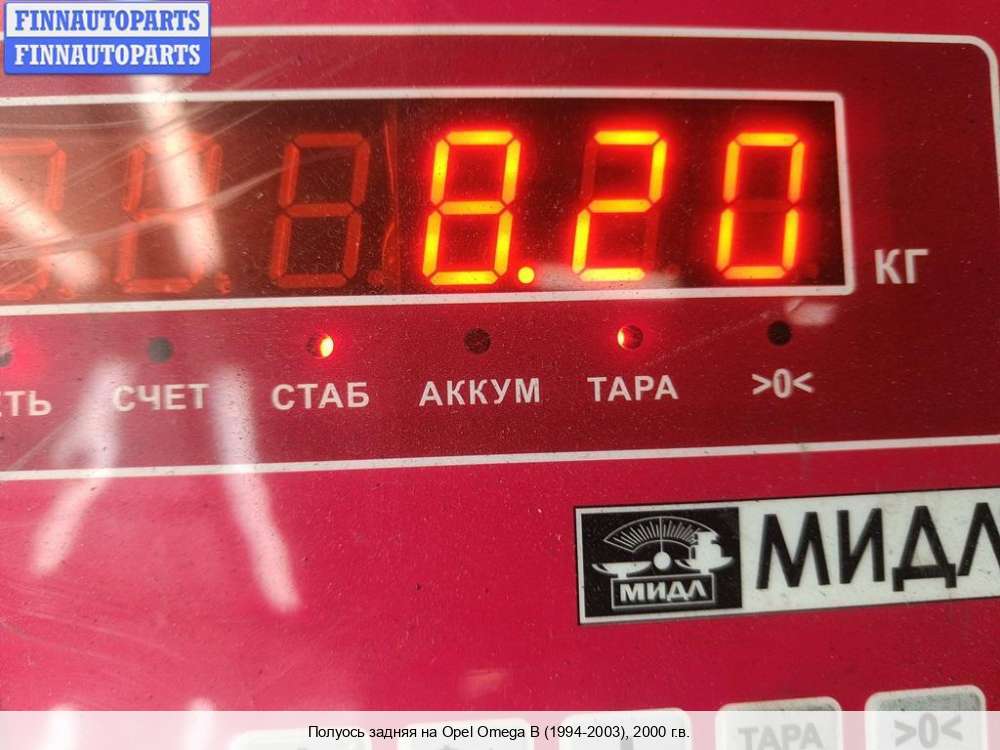 FINNAUTOPARTS
FINNAUTOPARTS
8.20
КГ
СЧЕТ СТАБ АККУМ ТАРА >0<
МИДЛ
МИДЛ
ТАРА >0<
Полуось задняя на Opel Omega B (1994-2003), 2000 г.в.